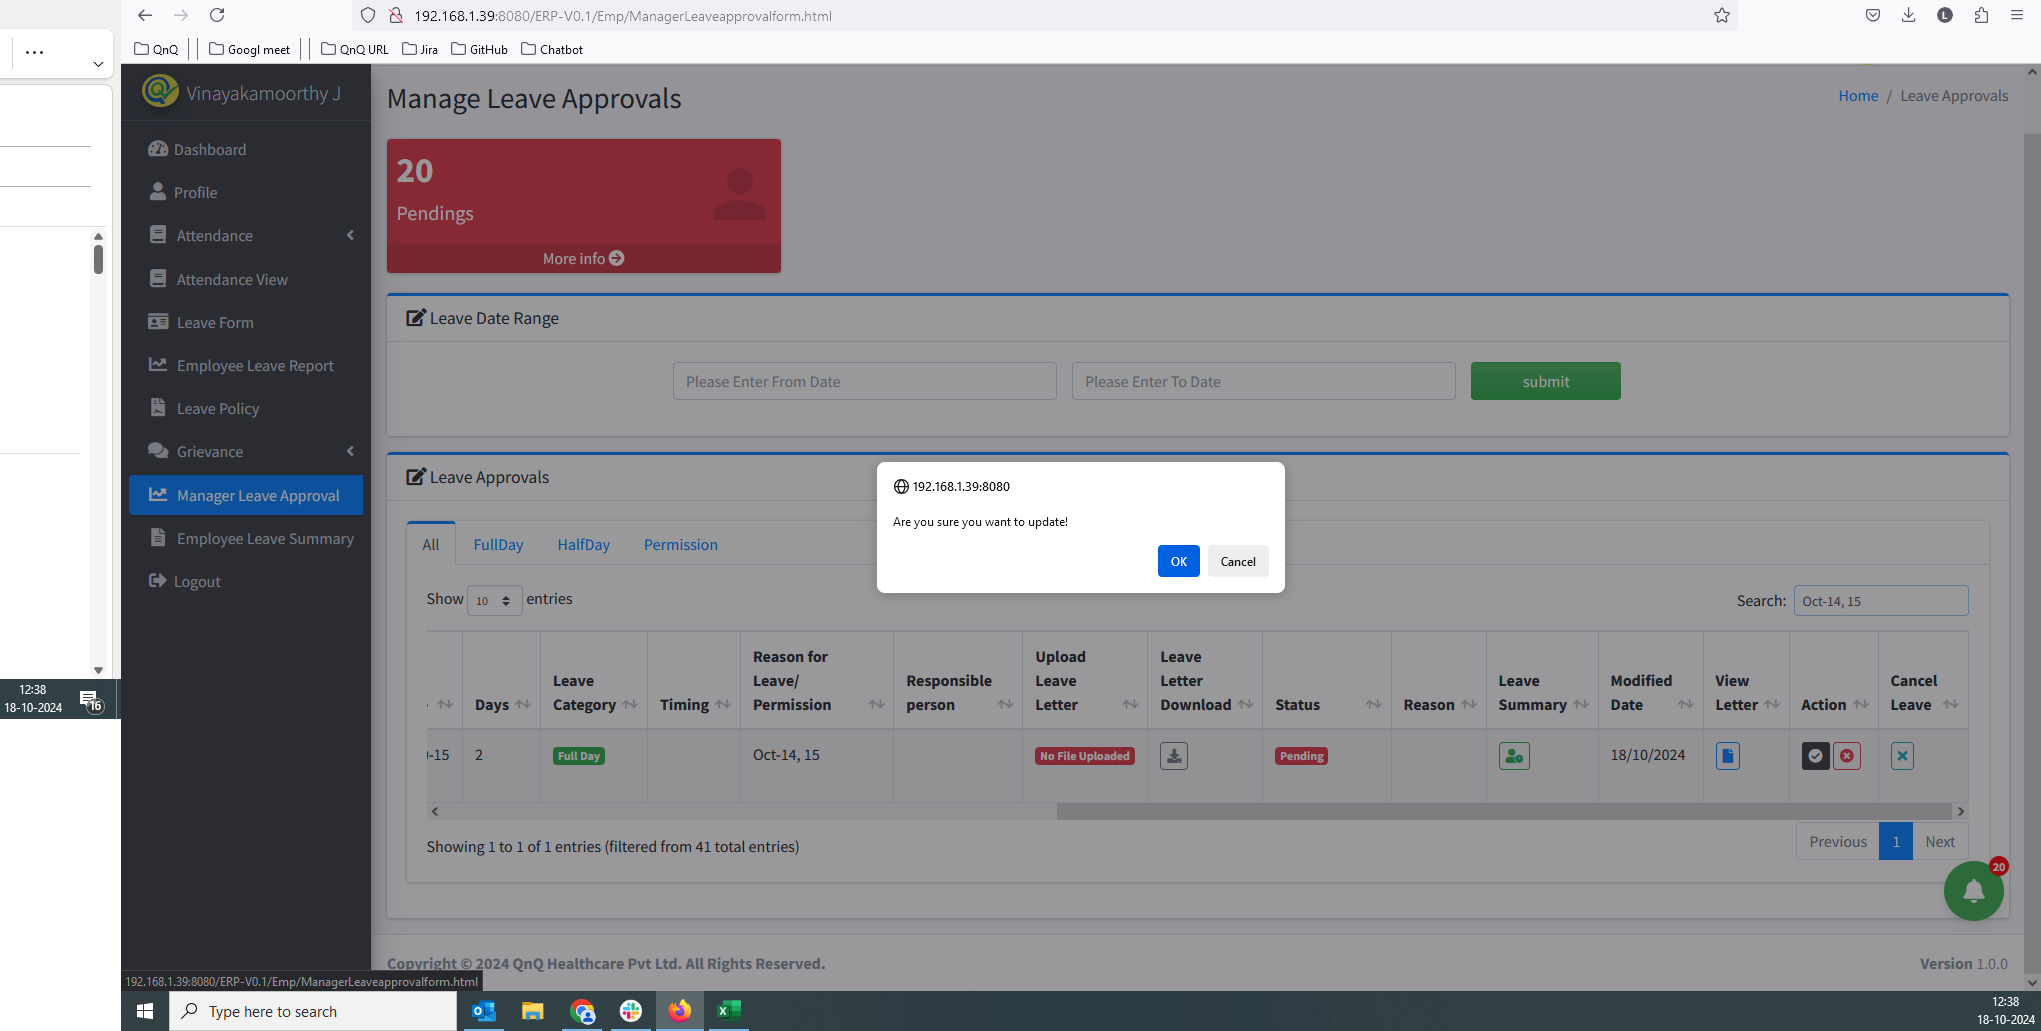 192.168.1.39:8080/ERP-V0.1/Emp/ManagerLeaveapprovalform.html
QnQ
Googl meet
QnQ URL
Jira
GitHub
Chatbot
Vinayakamoorthy J
Dashboard
Profile
Attendance
Attendance View
Leave Form
Employee Leave Report
Leave Policy
Grievance
Manager Leave Approval
Employee Leave Summary
Logout
Manage Leave Approvals
Home / Leave Approvals
20
Pendings
More info
Leave Date Range
Please Enter From Date
Please Enter To Date
submit
Leave Approvals
192.168.1.39:8080
Are you sure you want to update!
OK
Cancel
All
FullDay
HalfDay
Permission
Show 10 entries
Search: Oct-14, 15
Days
Leave Category
Timing
Reason for Leave/ Permission
Responsible person
Upload Leave Letter
Leave Letter Download
Status
Reason
Leave Summary
Modified Date
View Letter
Action
Cancel Leave
-15
2
Full Day
Oct-14, 15
No File Uploaded
Pending
18/10/2024
Showing 1 to 1 of 1 entries (filtered from 41 total entries)
Previous
1
Next
20
Copyright © 2024 QnQ Healthcare Pvt Ltd. All Rights Reserved.
Version 1.0.0
192.168.1.39:8080/ERP-V0.1/Emp/ManagerLeaveapprovalform.html
Type here to search
12:38
18-10-2024
12:38
18-10-2024
16
L